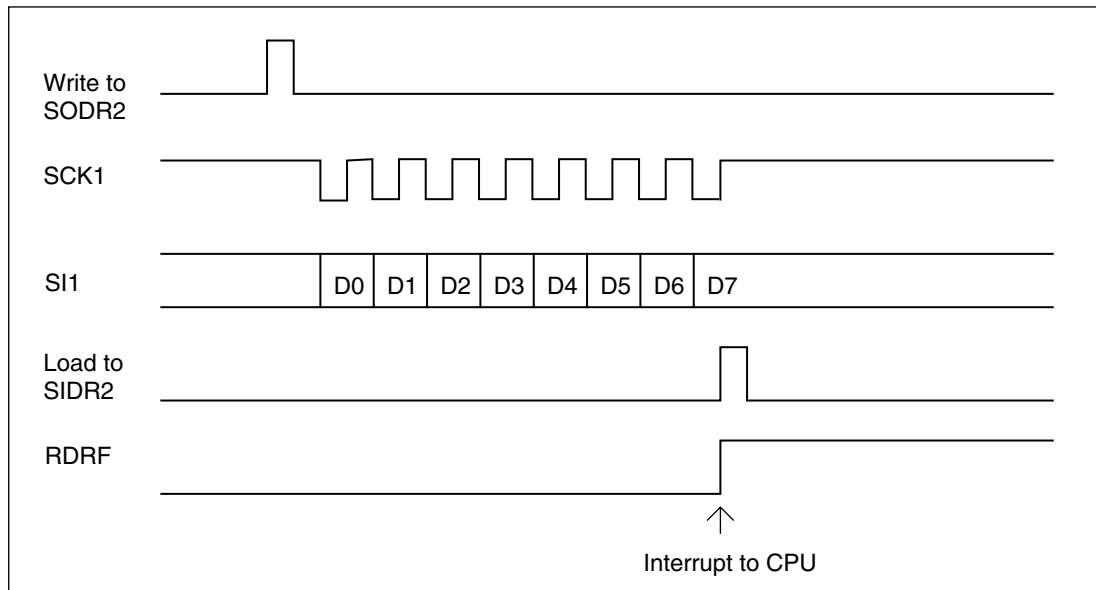 Write to
SODR2
SCK1
SI1
D0 D1 D2 D3 D4 D5 D6 D7
Load to
SIDR2
RDRF
Interrupt to CPU